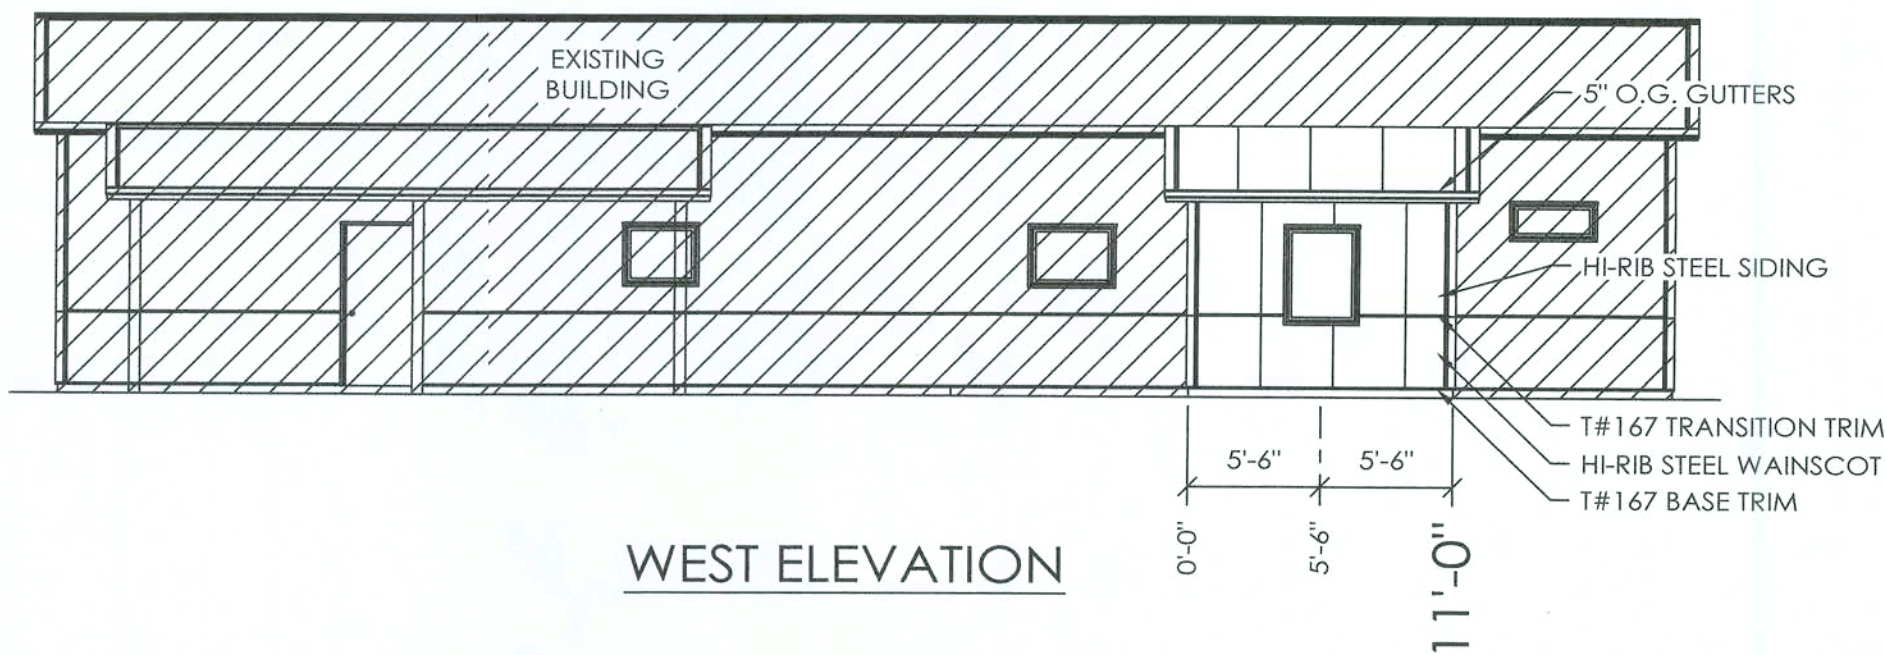 EXISTING
BUILDING
5" O.G. GUTTERS
HI-RIB STEEL SIDING
T#167 TRANSITION TRIM
HI-RIB STEEL WAINSCOT
T#167 BASE TRIM
5'-6"
5'-6"
0'-0"
5'-6"
11'-0"
WEST ELEVATION